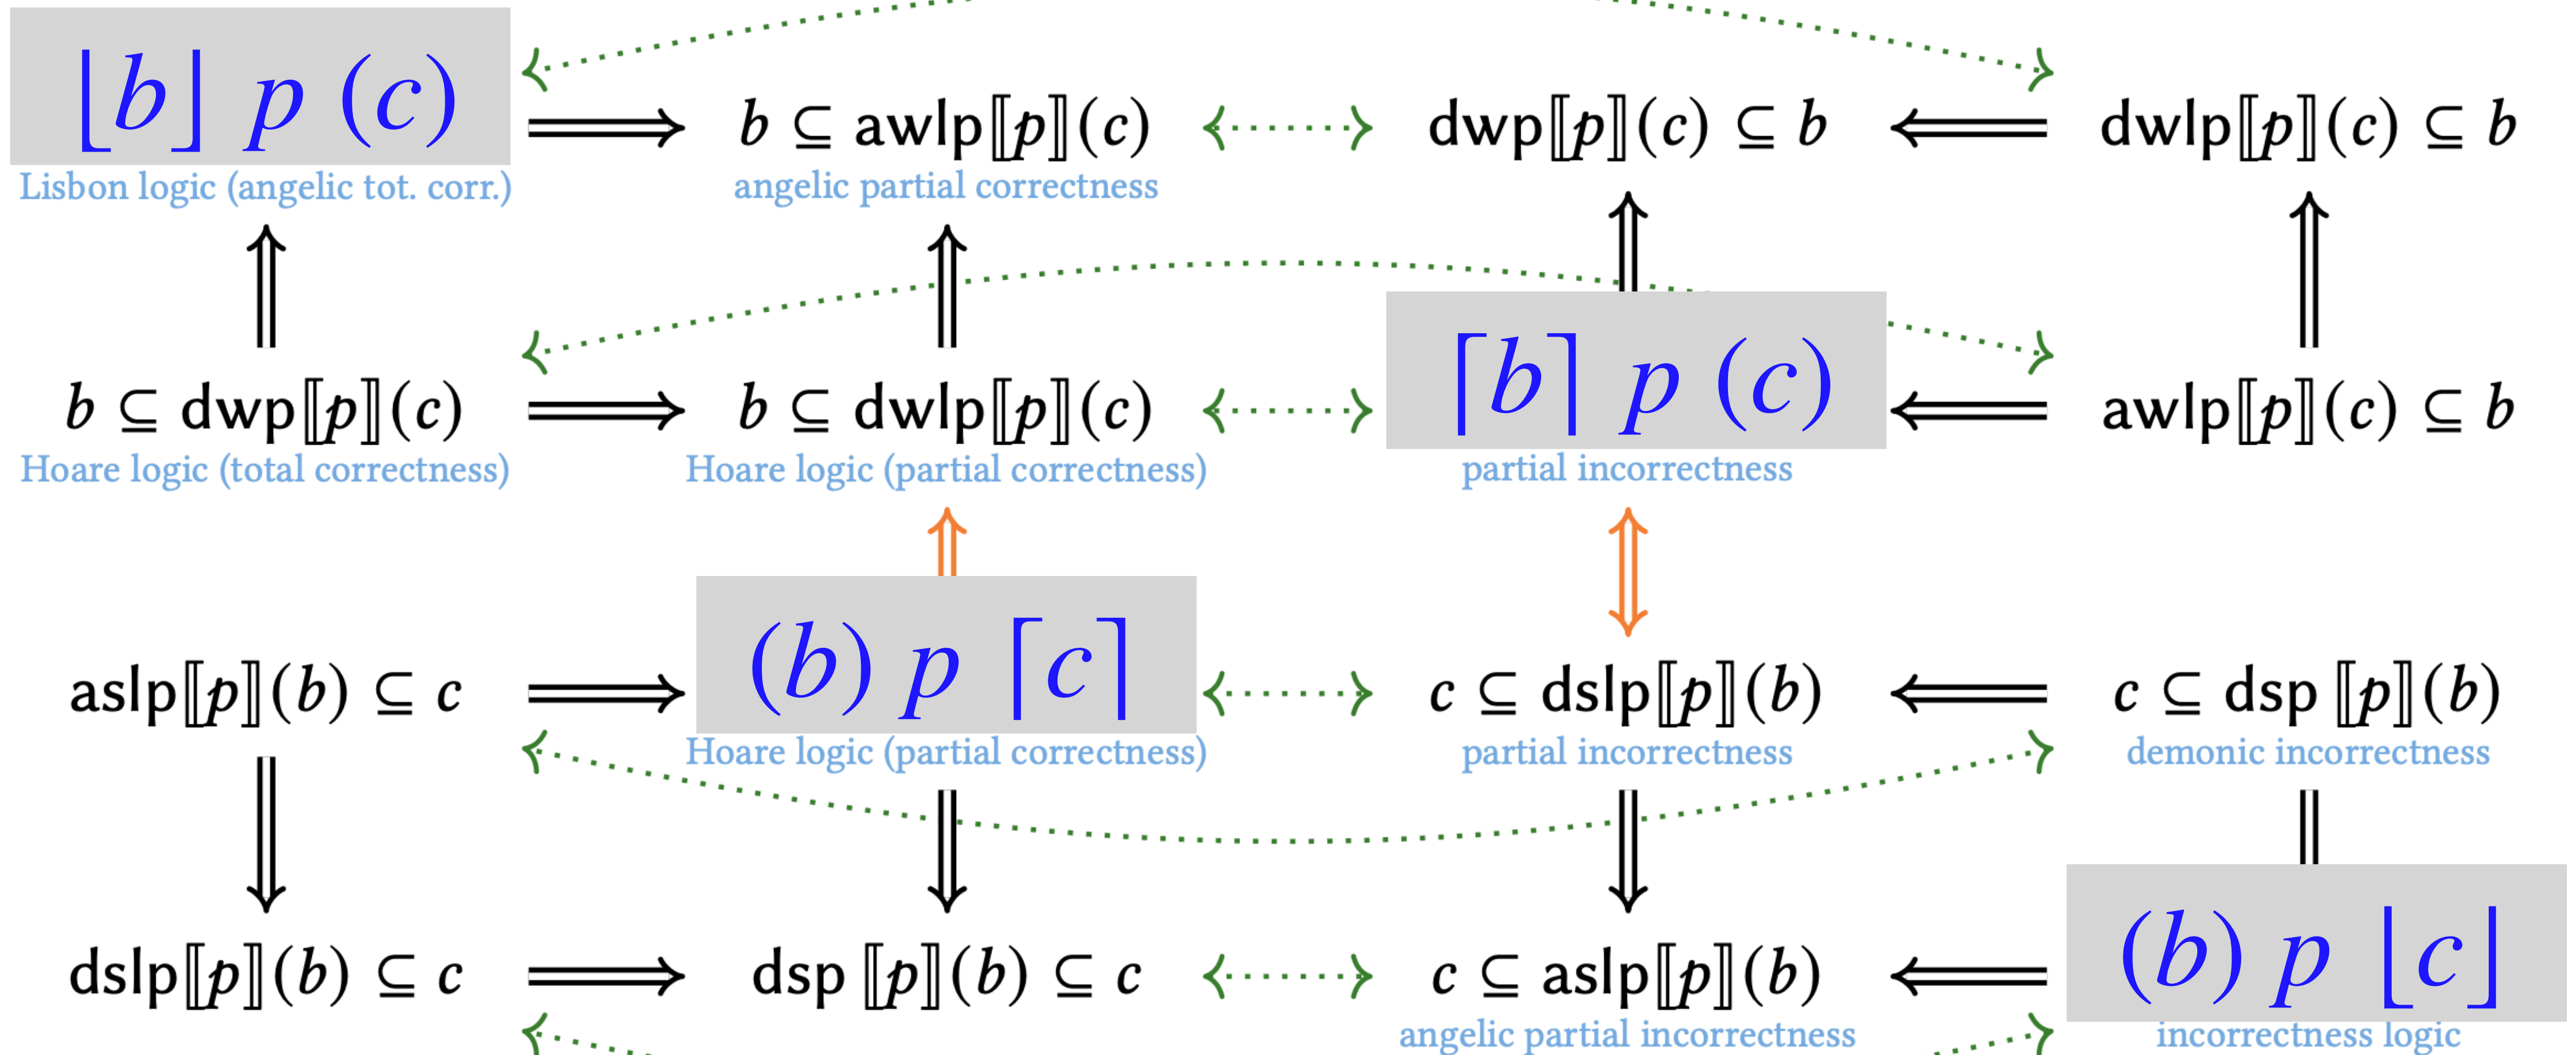 ⌊b⌋ p (c)
b ⊆ awlp⟦p⟧(c)
dwp⟦p⟧(c) ⊆ b
dwlp⟦p⟧(c) ⊆ b
Lisbon logic (angelic tot. corr.)
angelic partial correctness
b ⊆ dwp⟦p⟧(c)
b ⊆ dwlp⟦p⟧(c)
⌈b⌉ p (c)
awlp⟦p⟧(c) ⊆ b
Hoare logic (total correctness)
Hoare logic (partial correctness)
partial incorrectness
aslp⟦p⟧(b) ⊆ c
(b) p ⌈c⌉
c ⊆ dslp⟦p⟧(b)
c ⊆ dsp ⟦p⟧(b)
Hoare logic (partial correctness)
partial incorrectness
demonic incorrectness
dslp⟦p⟧(b) ⊆ c
dsp ⟦p⟧(b) ⊆ c
c ⊆ aslp⟦p⟧(b)
(b) p ⌊c⌋
angelic partial incorrectness
incorrectness logic